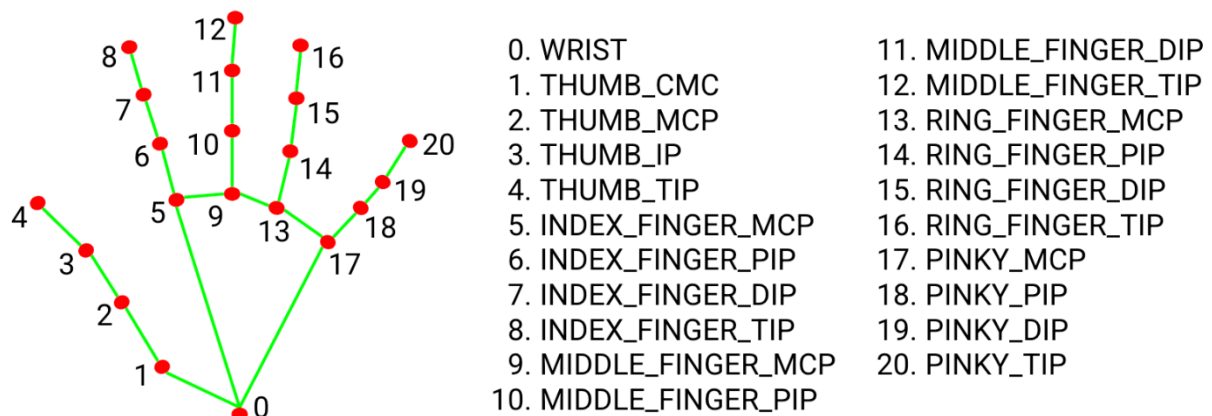 12
8
16
11
7
15
10
6
14
20
19
4
5
9
13
18
3
17
2
1
0
0. WRIST
1. THUMB_CMC
2. THUMB_MCP
3. THUMB_IP
4. THUMB_TIP
5. INDEX_FINGER_MCP
6. INDEX_FINGER_PIP
7. INDEX_FINGER_DIP
8. INDEX_FINGER_TIP
9. MIDDLE_FINGER_MCP
10. MIDDLE_FINGER_PIP
11. MIDDLE_FINGER_DIP
12. MIDDLE_FINGER_TIP
13. RING_FINGER_MCP
14. RING_FINGER_PIP
15. RING_FINGER_DIP
16. RING_FINGER_TIP
17. PINKY_MCP
18. PINKY_PIP
19. PINKY_DIP
20. PINKY_TIP